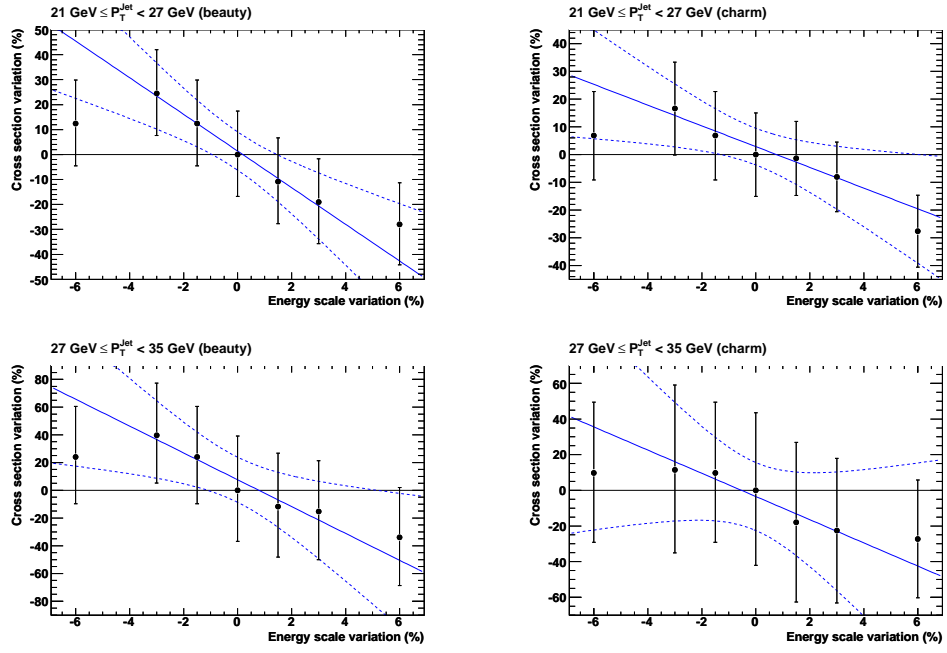 21 GeV ≤ P_T^Jet < 27 GeV (beauty)
Cross section variation (%)
50
40
30
20
10
0
-10
-20
-30
-40
-50
-6 -4 -2 0 2 4 6
Energy scale variation (%)
21 GeV ≤ P_T^Jet < 27 GeV (charm)
Cross section variation (%)
40
30
20
10
0
-10
-20
-30
-40
-6 -4 -2 0 2 4 6
Energy scale variation (%)
27 GeV ≤ P_T^Jet < 35 GeV (beauty)
Cross section variation (%)
80
60
40
20
0
-20
-40
-60
-80
-6 -4 -2 0 2 4 6
Energy scale variation (%)
27 GeV ≤ P_T^Jet < 35 GeV (charm)
Cross section variation (%)
60
40
20
0
-20
-40
-60
-6 -4 -2 0 2 4 6
Energy scale variation (%)